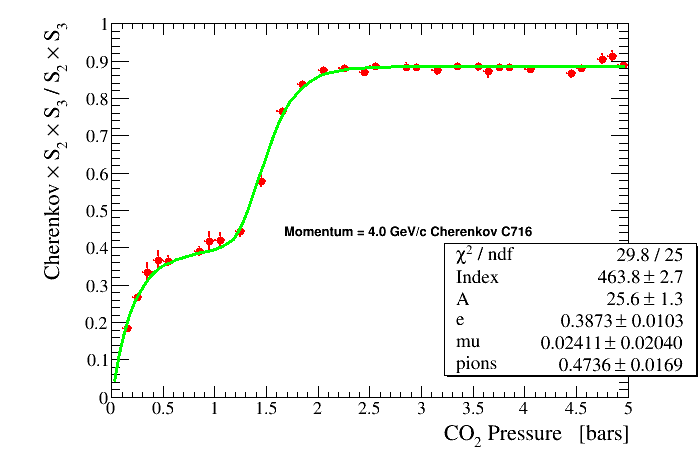 Cherenkov × S₂ × S₃ / S₂ × S₃
1
0.9
0.8
0.7
0.6
0.5
0.4
0.3
0.2
0.1
0
Momentum = 4.0 GeV/c Cherenkov C716
χ² / ndf 29.8 / 25
Index 463.8 ± 2.7
A 25.6 ± 1.3
e 0.3873 ± 0.0103
mu 0.02411 ± 0.02040
pions 0.4736 ± 0.0169
0 0.5 1 1.5 2 2.5 3 3.5 4 4.5 5
CO₂ Pressure [bars]